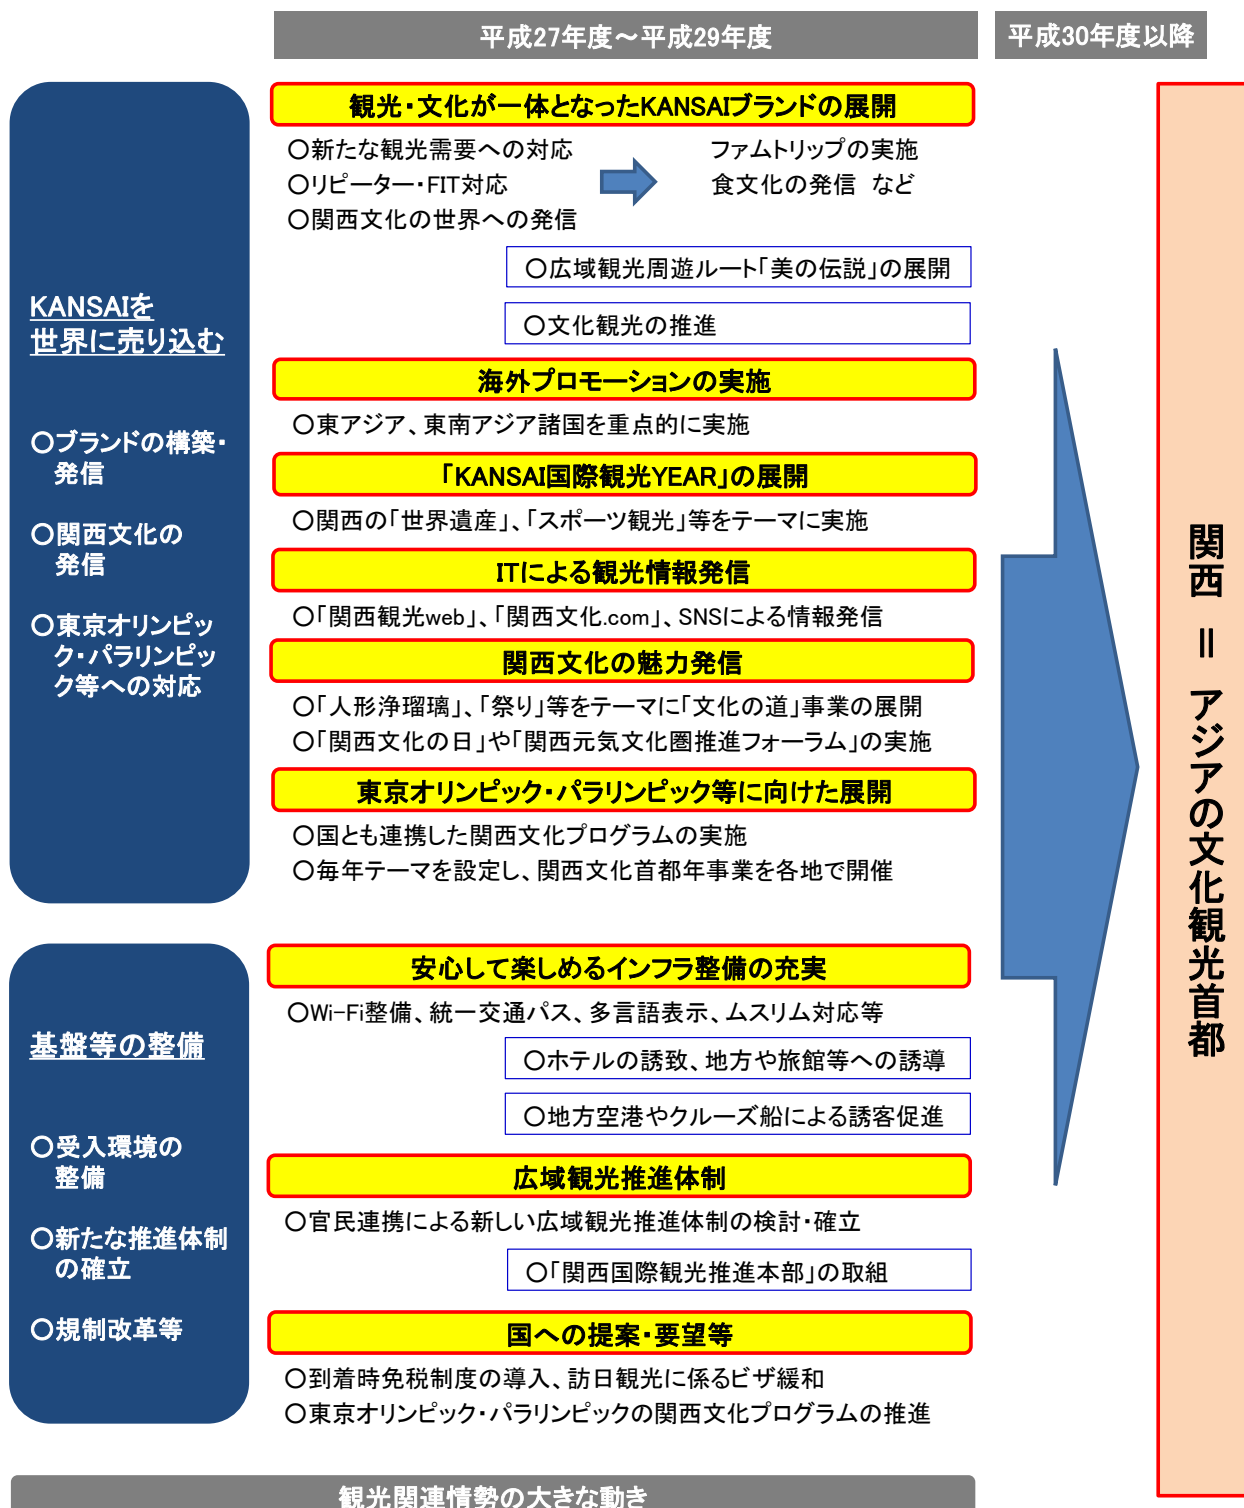 平成27年度～平成29年度
平成30年度以降
KANSAIを
世界に売り込む
○ブランドの構築・
発信
○関西文化の
発信
○東京オリンピッ
ク・パラリンピッ
ク等への対応
観光・文化が一体となったKANSAIブランドの展開
○新たな観光需要への対応
○リピーター・FIT対応
○関西文化の世界への発信
ファムトリップの実施
食文化の発信 など
○広域観光周遊ルート「美の伝説」の展開
○文化観光の推進
海外プロモーションの実施
○東アジア、東南アジア諸国を重点的に実施
「KANSAI国際観光YEAR」の展開
○関西の「世界遺産」、「スポーツ観光」等をテーマに実施
ITによる観光情報発信
○「関西観光web」、「関西文化.com」、SNSによる情報発信
関西文化の魅力発信
○「人形浄瑠璃」、「祭り」等をテーマに「文化の道」事業の展開
○「関西文化の日」や「関西元気文化圏推進フォーラム」の実施
東京オリンピック・パラリンピック等に向けた展開
○国とも連携した関西文化プログラムの実施
○毎年テーマを設定し、関西文化首都年事業を各地で開催
基盤等の整備
○受入環境の
整備
○新たな推進体制
の確立
○規制改革等
安心して楽しめるインフラ整備の充実
○Wi-Fi整備、統一交通パス、多言語表示、ムスリム対応等
○ホテルの誘致、地方や旅館等への誘導
○地方空港やクルーズ船による誘客促進
広域観光推進体制
○官民連携による新しい広域観光推進体制の検討・確立
○「関西国際観光推進本部」の取組
国への提案・要望等
○到着時免税制度の導入、訪日観光に係るビザ緩和
○東京オリンピック・パラリンピックの関西文化プログラムの推進
関西 ＝ アジアの文化観光首都
観光関連情勢の大きな動き